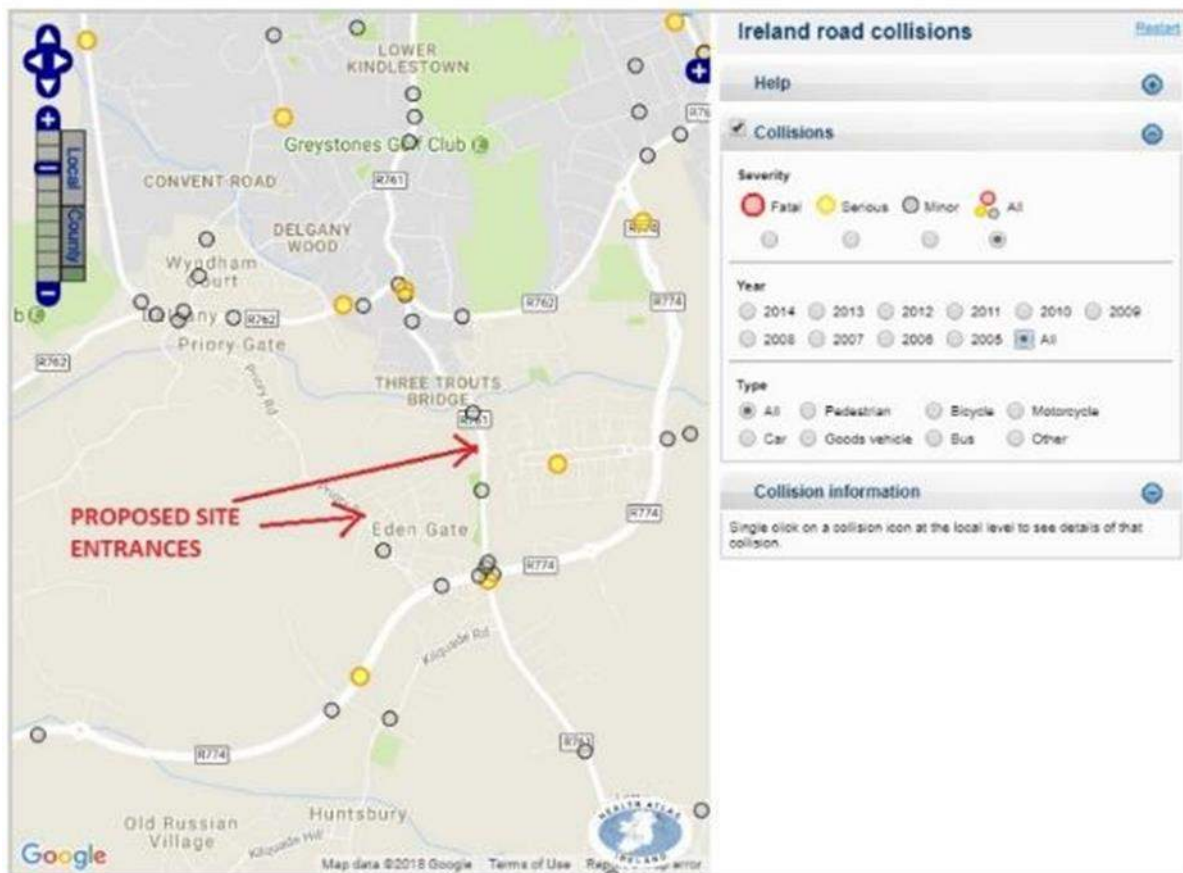 Ireland road collisions
Restart
Help
Collisions
Severity
Fatal Serious Minor All
Year
2014 2013 2012 2011 2010 2009
2008 2007 2006 2005 All
Type
All Pedestrian Bicycle Motorcycle
Car Goods vehicle Bus Other
Collision information
Single click on a collision icon at the local level to see details of that
collision.
Local
County
LOWER
KINDLESTOWN
Greystones Golf Club
R761
CONVENT ROAD
DELGANY
WOOD
R774
Wyndham
Court
R774
R762
R762
Priory Gate
R762
Priory Rd
THREE TROUTS
BRIDGE
R761
PROPOSED SITE
ENTRANCES
Eden Gate
R774
R774
Kilquade Rd
R774
R761
Huntsbury
Old Russian
Village
Kilquade Hill
HEALTH ATLAS
IRELAND
Google
Map data ©2018 Google Terms of Use
error